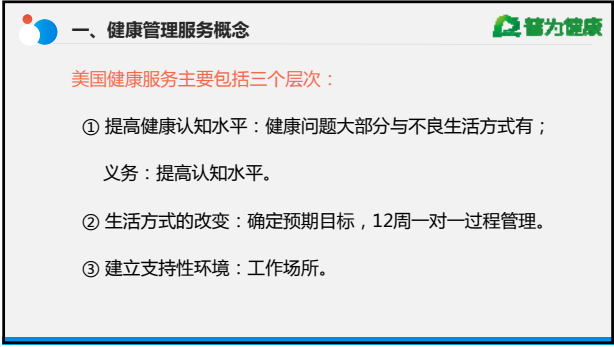 一、健康管理服务概念
普为健康
美国健康服务主要包括三个层次：
① 提高健康认知水平：健康问题大部分与不良生活方式有；
义务：提高认知水平。
② 生活方式的改变：确定预期目标，12周一对一过程管理。
③ 建立支持性环境：工作场所。